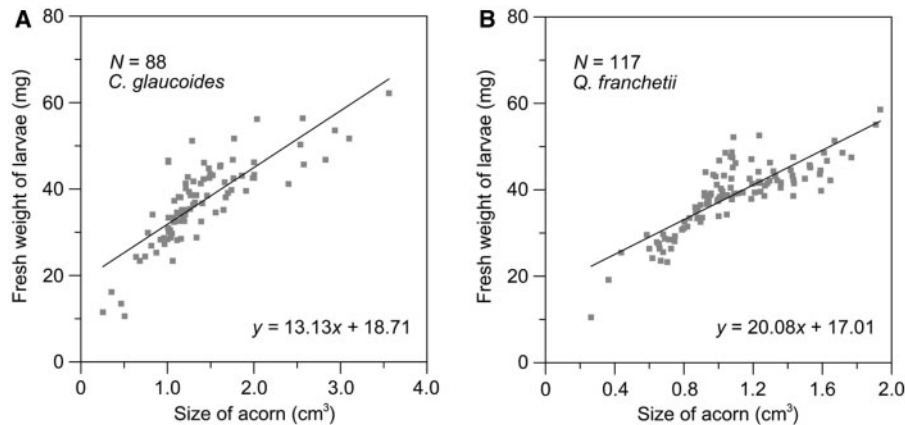 A
80
60
40
20
0
Fresh weight of larvae (mg)
N = 88
C. glaucoides
y = 13.13x + 18.71
0 1.0 2.0 3.0 4.0
Size of acorn (cm³)
B
80
60
40
20
0
Fresh weight of larvae (mg)
N = 117
Q. franchetii
y = 20.08x + 17.01
0 0.4 0.8 1.2 1.6 2.0
Size of acorn (cm³)